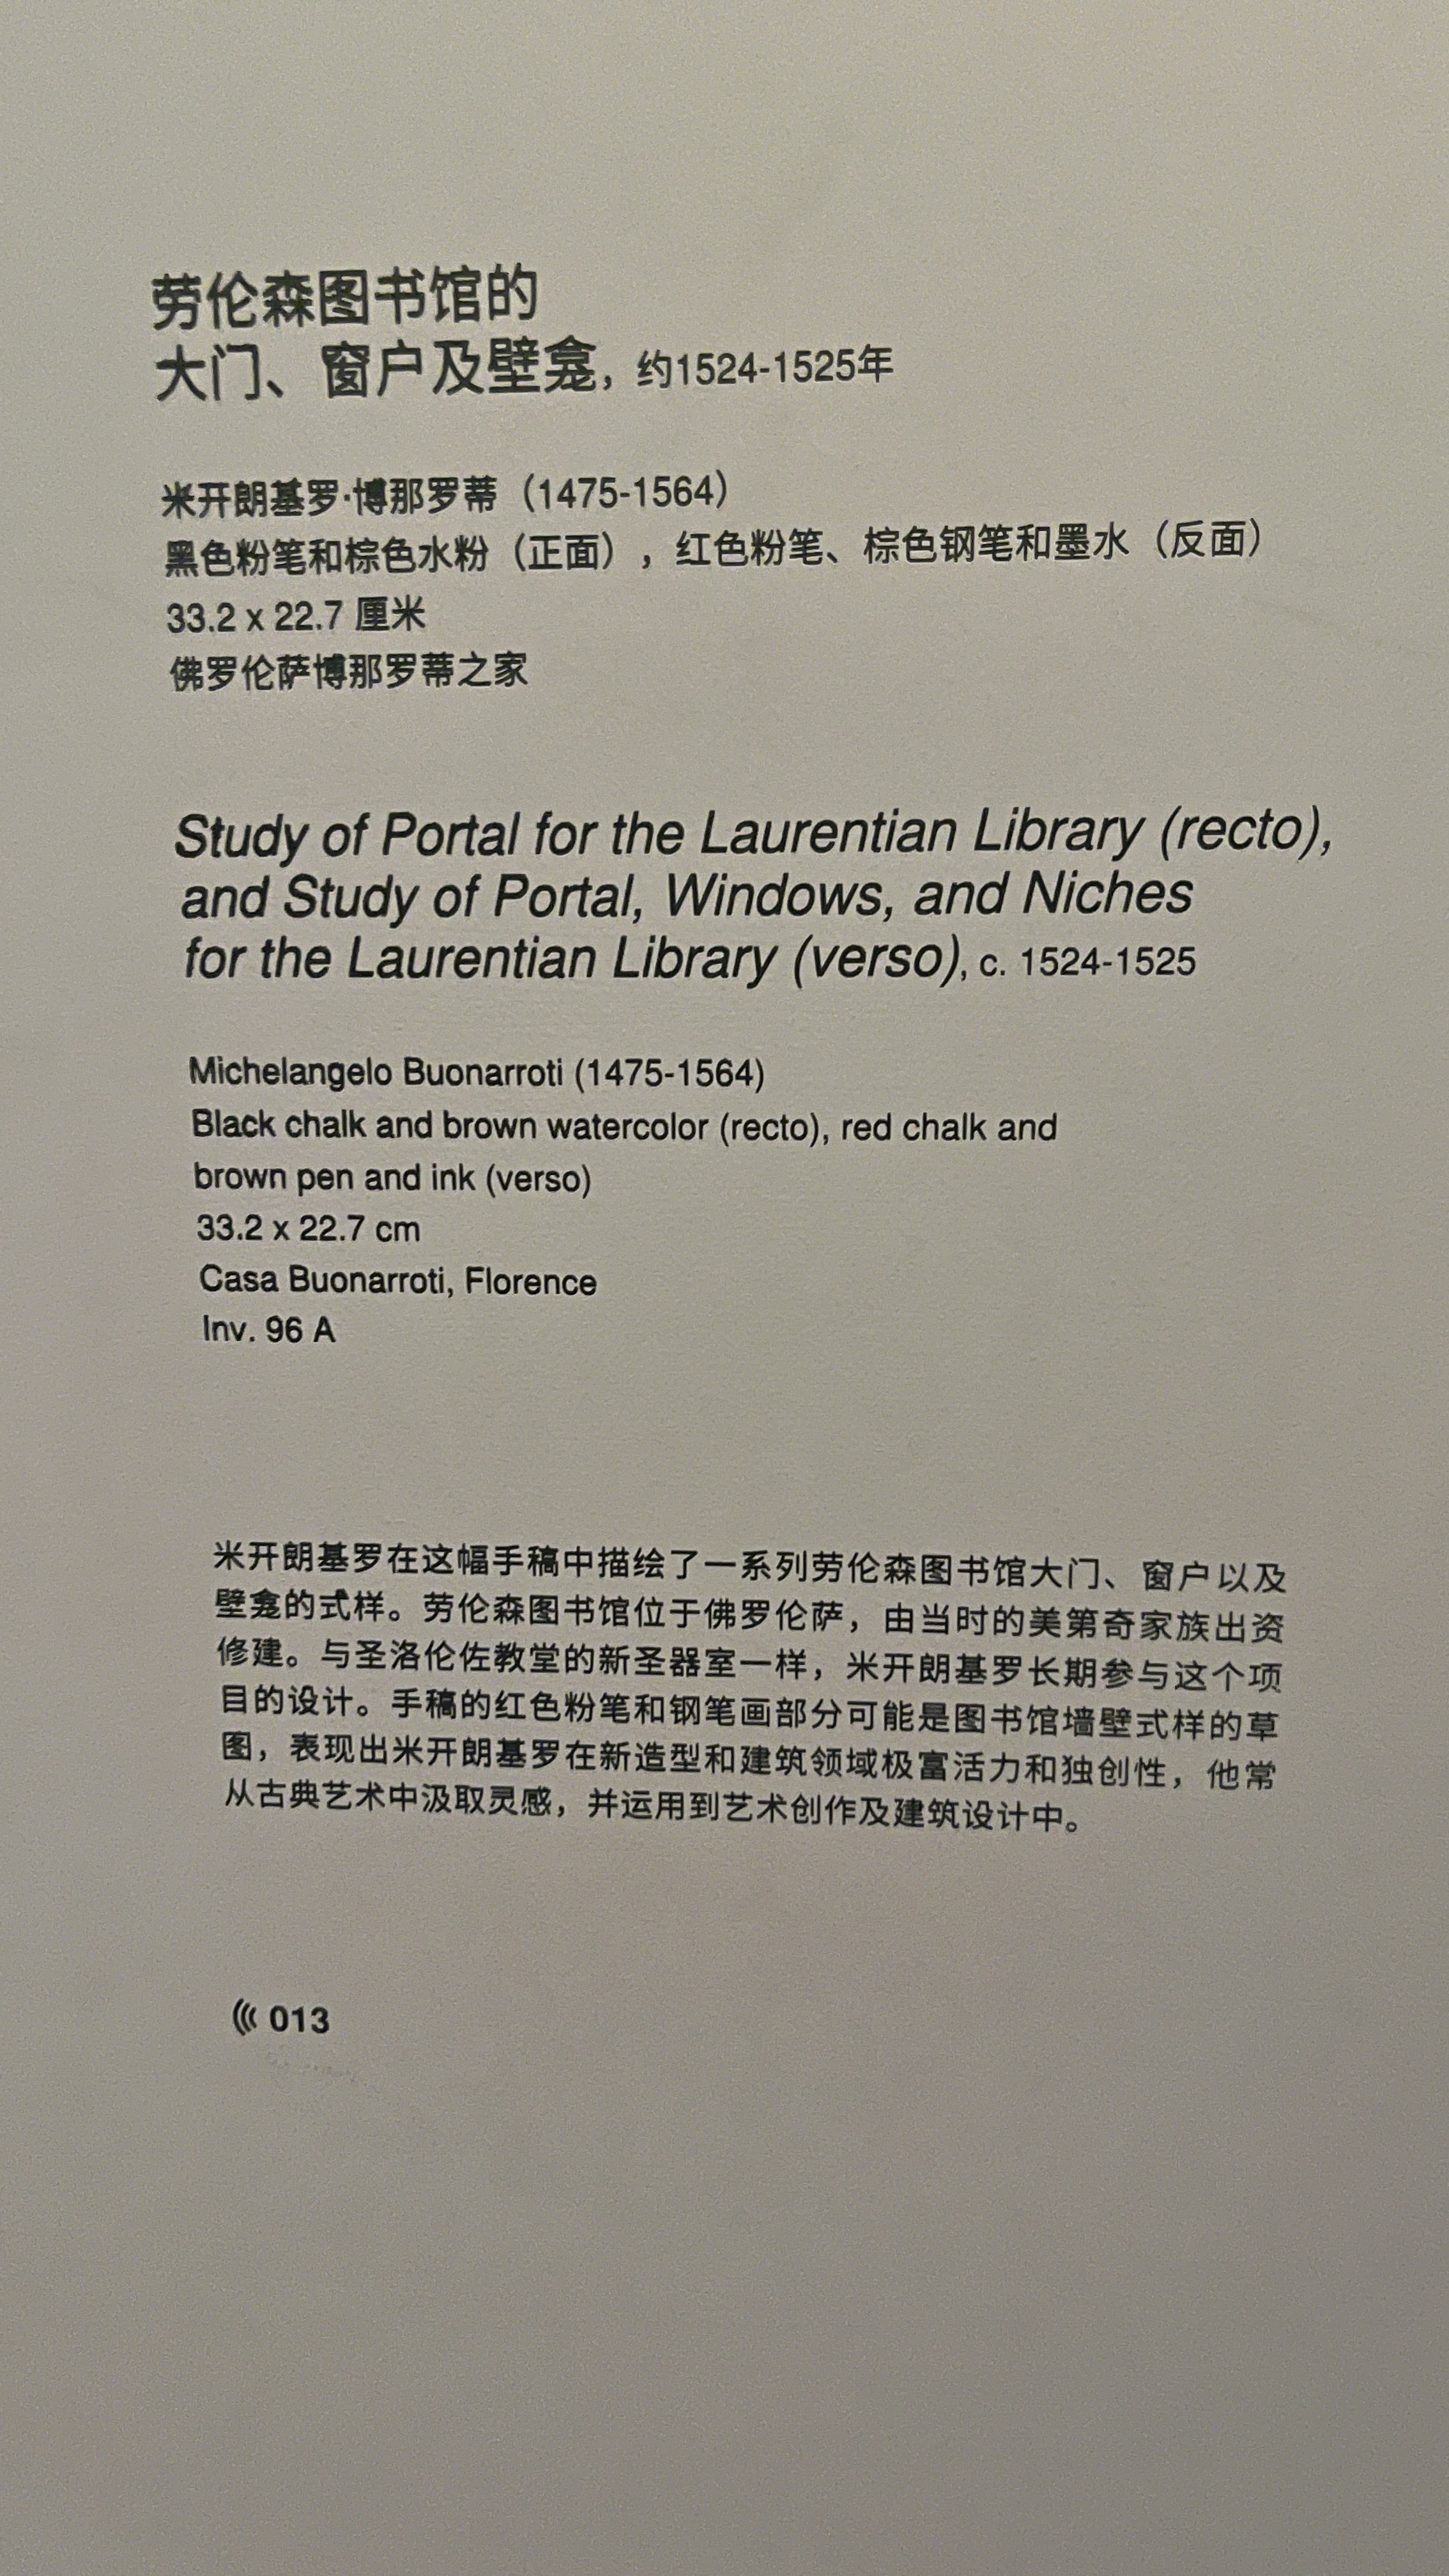 劳伦森图书馆的
大门、窗户及壁龛，约1524-1525年
米开朗基罗·博那罗蒂（1475-1564）
黑色粉笔和棕色水粉（正面），红色粉笔、棕色钢笔和墨水（反面）
33.2 x 22.7 厘米
佛罗伦萨博那罗蒂之家
Study of Portal for the Laurentian Library (recto),
and Study of Portal, Windows, and Niches
for the Laurentian Library (verso), c. 1524-1525
Michelangelo Buonarroti (1475-1564)
Black chalk and brown watercolor (recto), red chalk and
brown pen and ink (verso)
33.2 x 22.7 cm
Casa Buonarroti, Florence
Inv. 96 A
米开朗基罗在这幅手稿中描绘了一系列劳伦森图书馆大门、窗户以及
壁龛的式样。劳伦森图书馆位于佛罗伦萨，由当时的美第奇家族出资
修建。与圣洛伦佐教堂的新圣器室一样，米开朗基罗长期参与这个项
目的设计。手稿的红色粉笔和钢笔画部分可能是图书馆墙壁式样的草
图，表现出米开朗基罗在新造型和建筑领域极富活力和独创性，他常
从古典艺术中汲取灵感，并运用到艺术创作及建筑设计中。
013